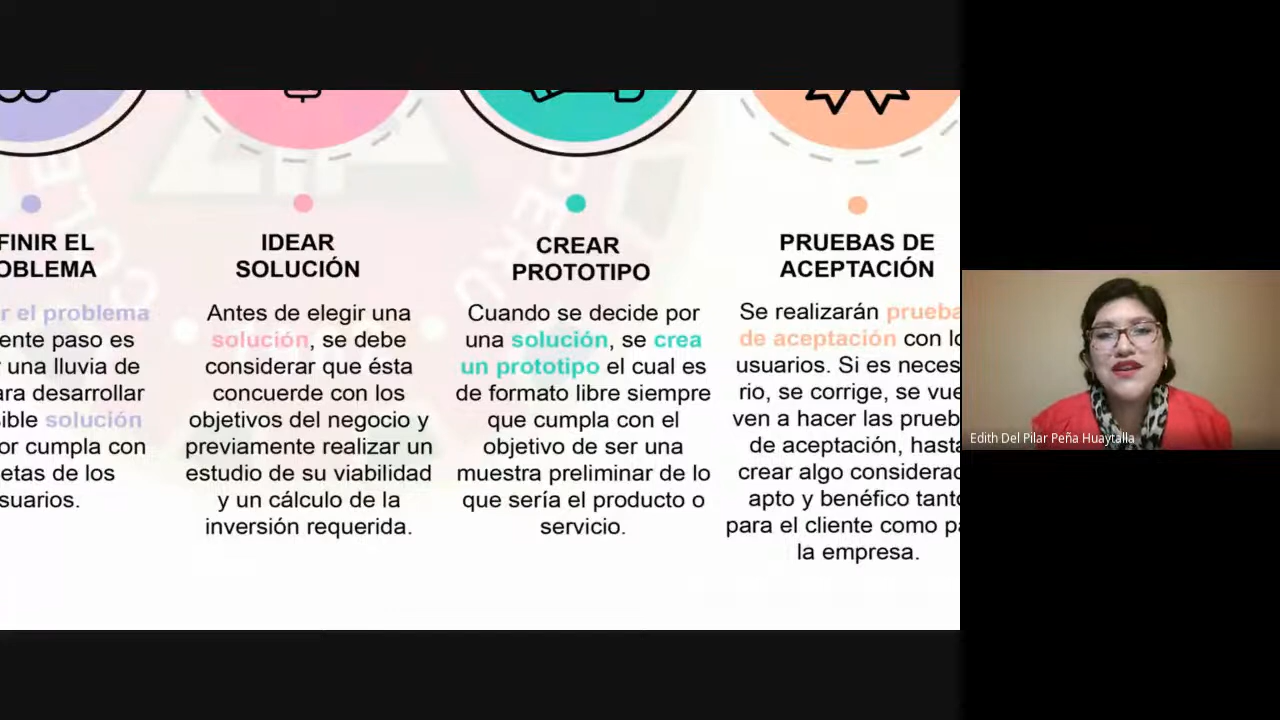 FINIR EL
OBLEMA
r el problema
ente paso es
una lluvia de
ara desarrollar
sible solución
or cumpla con
etas de los
suarios.
IDEAR
SOLUCIÓN
Antes de elegir una
solución, se debe
considerar que ésta
concuerde con los
objetivos del negocio y
previamente realizar un
estudio de su viabilidad
y un cálculo de la
inversión requerida.
CREAR
PROTOTIPO
Cuando se decide por
una solución, se crea
un prototipo el cual es
de formato libre siempre
que cumpla con el
objetivo de ser una
muestra preliminar de lo
que sería el producto o
servicio.
PRUEBAS DE
ACEPTACIÓN
Se realizarán prueba
de aceptación con lo
usuarios. Si es neces
rio, se corrige, se vue
ven a hacer las prueb
de aceptación, hasta
crear algo considerad
apto y benéfico tanto
para el cliente como pa
la empresa.
Edith Del Pilar Peña Huaytalla